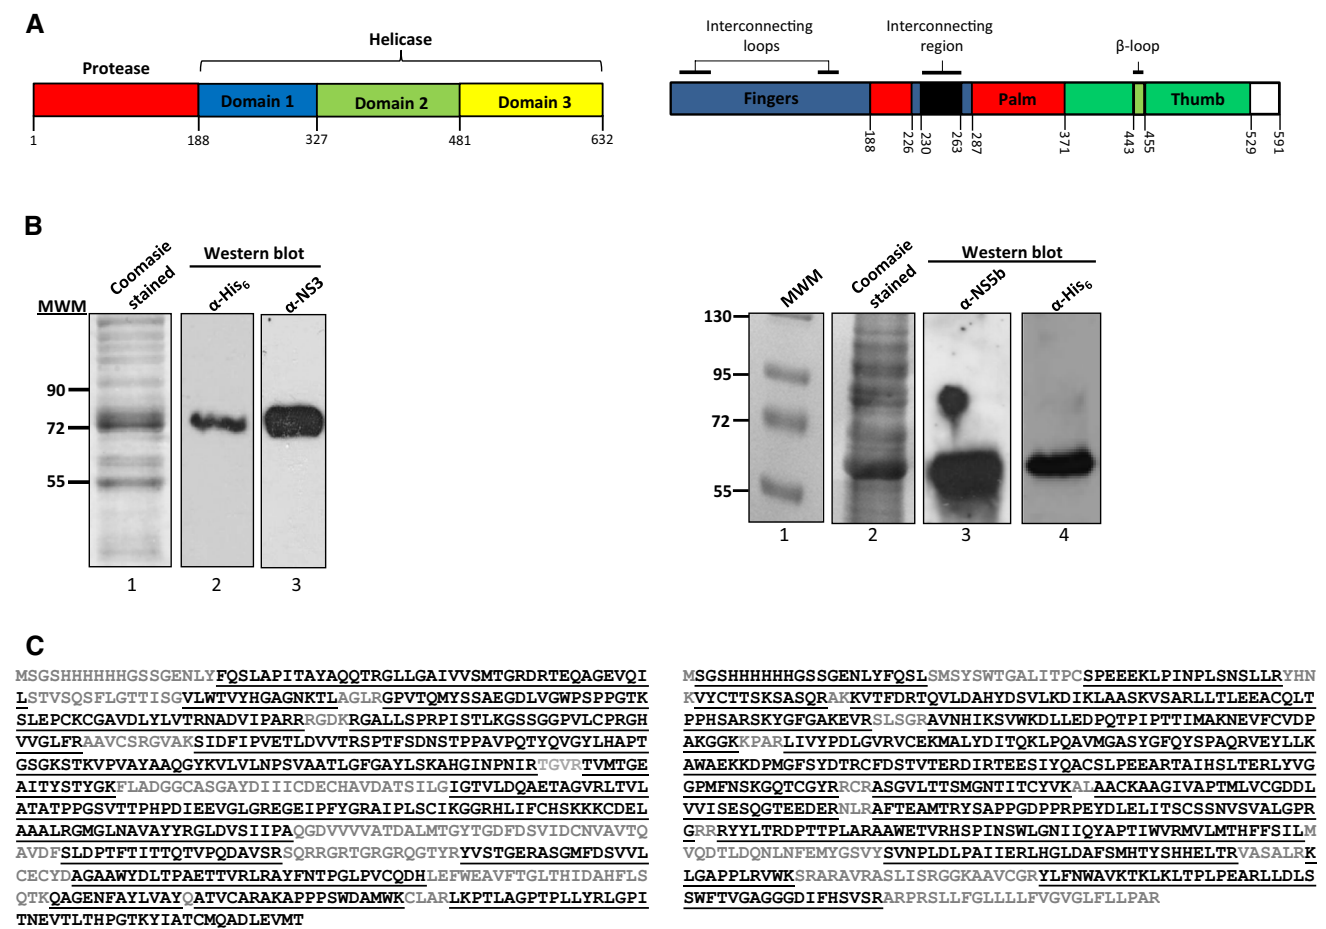 A
Protease
Helicase
Domain 1
Domain 2
Domain 3
1
188
327
481
632
Interconnecting
loops
Interconnecting
region
β-loop
Fingers
Palm
Thumb
188
226
230
263
287
371
443
455
529
591
B
Coomasie
stained
Western blot
α-His6
α-NS3
MWM
90
72
55
1
2
3
MWM
Coomasie
stained
Western blot
α-NS5b
α-His6
130
95
72
55
1
2
3
4
C
MSGSHHHHHHGSSGENLYFQSLAPITAYAQQTRGLLGAIVVSMTGRDRTEQAGEVQI
LSTVSQSFLGTTISGVLWTVYHGAGNKTLAGLRGPVTQMYSSAEGDLVGWPSPPGTK
SLEPCKCGAVDLYLVTRNADVIPARRRGDKRGALLSPRPISTLKGSSGGPVLCPRGH
VVGLFRAAVCSRGVAKSIDFIPVETLDVVTRSPTFSDNSTPPAVPQTYQVGYLHAPT
GSGKSTKVPVAYAAQGYKVLVLNPSVAATLGFGAYLSKAHGINPNIRTGVRTVMTGE
AITYSTYGKFLADGGCASGAYDIIICDECHAVDATSILGIGTVLDQAETAGVRLTVL
ATATPPGSVTTPHPDIEEVGLGREGEIPFYGRAIPLSCIKGGRHLIFCHSKKKCDEL
AAALRGMGLNAVAYYRGLDVSIIPAQGDVVVVATDALMTGYTGDFDSVIDCNVAVTQ
AVDFSLDPTFTITTQTVPQDAVSRSQRRGRTGRGRQGTYRYVSTGERASGMFDSVVL
CECYDAGAAWYDLTPAETTVRLRAYFNTPGLPVCQDHLEFWEAVFTGLTHIDAHFLS
QTKQAGENFAYLVAYQATVCARAKAPPPSWDAMWKCLARLKPTLAGPTPLLYRLGPI
TNEVTLTHPGTKYIATCMQADLEVMT
MSGSHHHHHHGSSGENLYFQSLSMSYSWTGALITPCSPEEEKLPINPLSNSLLRYHN
KVYCTTSKSASQRAKKVTFDRTQVLDAHYDSVLKDIKLAASKVSARLLTLEEACQLT
PPHSARSKYGFGAKEVRSLSGRAVNHIKSVWKDLLEDPQTPIPTTIMAKNEVFCVDP
AKGGKKPARLIVYPDLGVRVCEKMALYDITQKLPQAVMGASYGFQYSPAQRVEYLLK
AWAEKKDPMGFSYDTRCFDSTVTERDIRTEESIYQACSLPEEARTAIHSLTERLYVG
GPMFNSKGQTCGYRRCRASGVLTTSMGNTITCYVKALAACKAAGIVAPTMLVCGDDL
VVISESQGTEEDERNLRAFTEAMTRYSAPPGDPPRPEYDLELITSCSSNVSVALGPR
GRRRYYLTRDPTTPLARAAWETVRHSPINSWLGNIIQYAPTIWVRMVLMTHFFSILM
VQDTLDQNLNFEMYGSVYSVNPLDLPAIIERLHGLDAFSMHTYSHHELTRVASALRK
LGAPPLRVWKSRARAVRASLISRGGKAAVCGRYLFNWAVKTKLKLTPLPEARLLDLS
SWFTVGAGGGDIFHSVSRARPRSLLFGLLLLFVGVGLFLLPAR